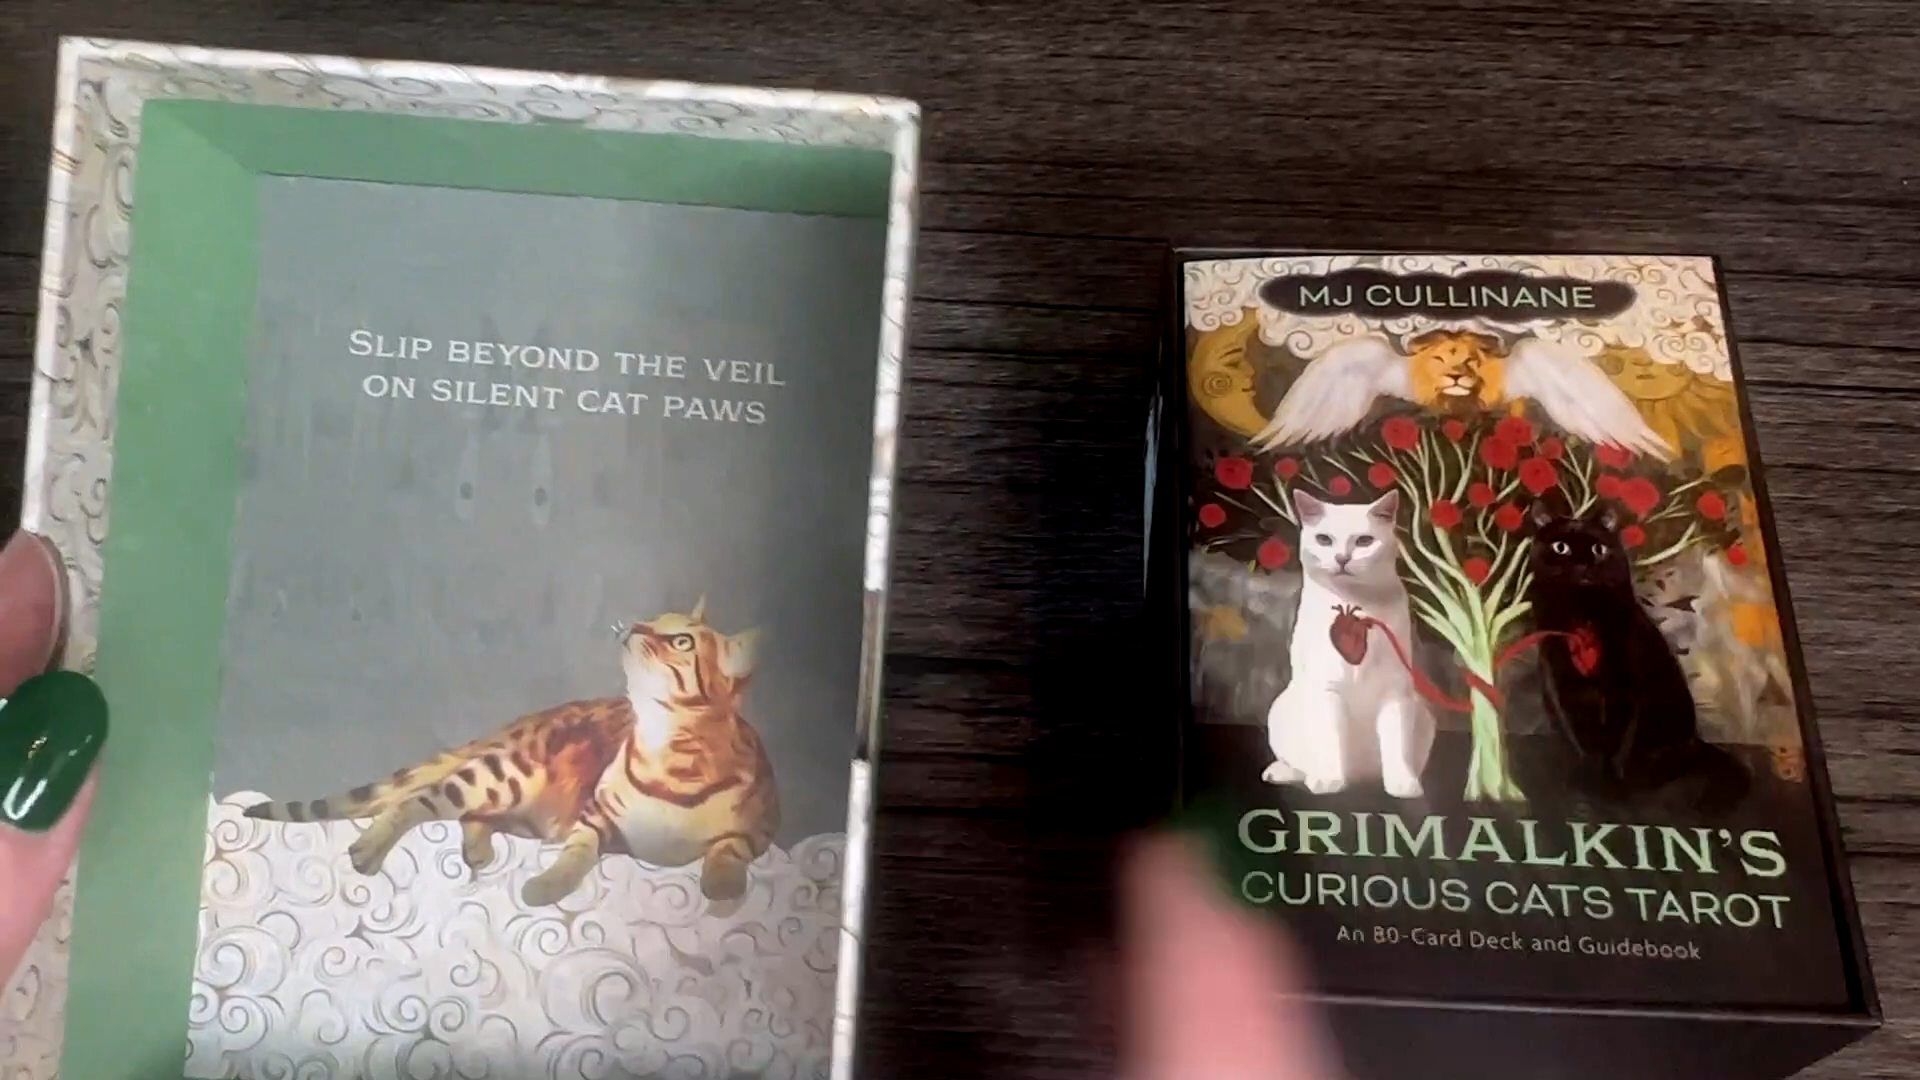 SLIP BEYOND THE VEIL
ON SILENT CAT PAWS
MJ CULLINANE
GRIMALKIN'S
CURIOUS CATS TAROT
An 80-Card Deck and Guidebook